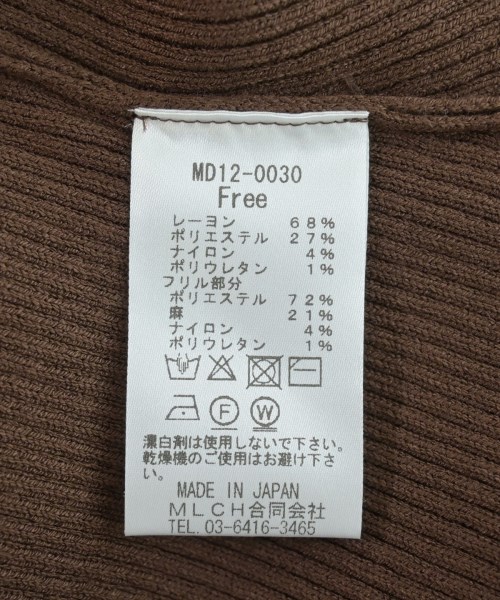 MD12-0030
Free
レーヨン 68%
ポリエステル 27%
ナイロン 4%
ポリウレタン 1%
フリル部分
ポリエステル 72%
麻 21%
ナイロン 4%
ポリウレタン 1%
F W
漂白剤は使用しないで下さい。
乾燥機のご使用はお避け下さ
い。
MADE IN JAPAN
MLCH合同会社
TEL. 03-6416-3465